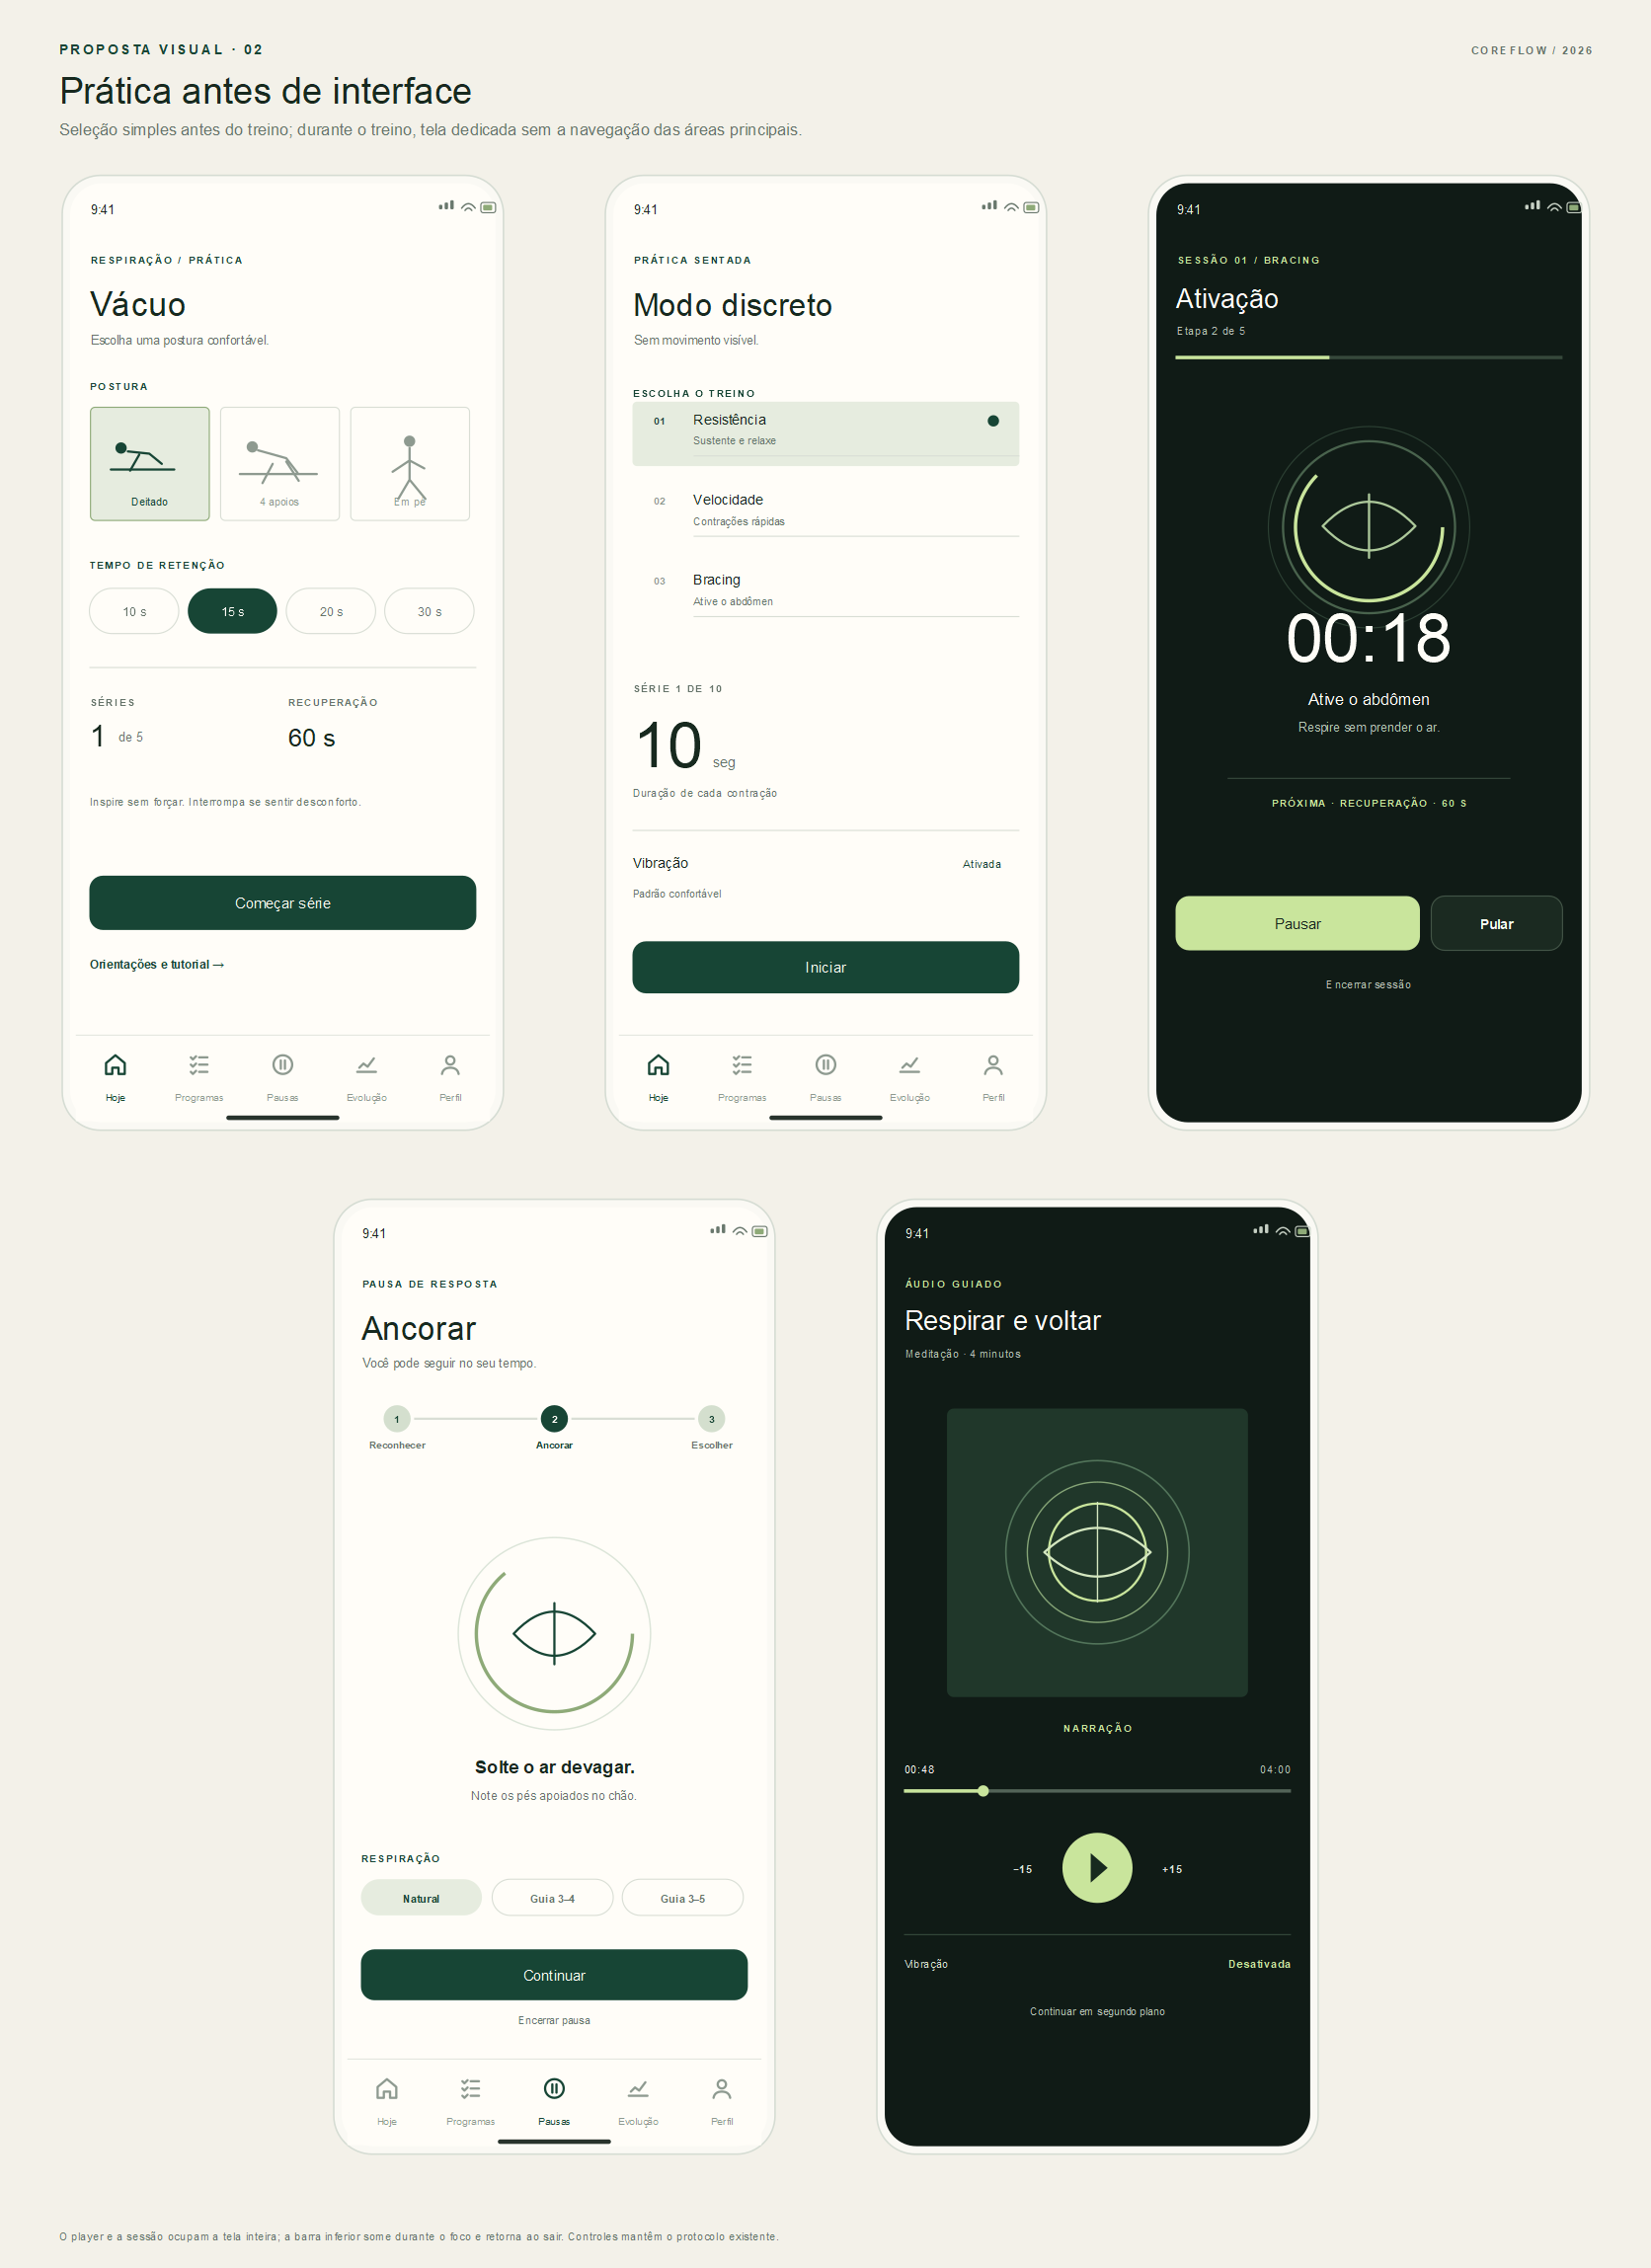 PROPOSTA VISUAL · 02
COREFLOW / 2026
Prática antes de interface
Seleção simples antes do treino; durante o treino, tela dedicada sem a navegação das áreas principais.
9:41
RESPIRAÇÃO / PRÁTICA
Vácuo
Escolha uma postura confortável.
POSTURA
Deitado
4 apoios
Em pé
TEMPO DE RETENÇÃO
10 s
15 s
20 s
30 s
SÉRIES
RECUPERAÇÃO
1 de 5
60 s
Inspire sem forçar. Interrompa se sentir desconforto.
Começar série
Orientações e tutorial →
Hoje
Programas
Pausas
Evolução
Perfil
9:41
PRÁTICA SENTADA
Modo discreto
Sem movimento visível.
ESCOLHA O TREINO
01 Resistência
Sustente e relaxe
02 Velocidade
Contrações rápidas
03 Bracing
Ative o abdômen
SÉRIE 1 DE 10
10 seg
Duração de cada contração
Vibração
Ativada
Padrão confortável
Iniciar
Hoje
Programas
Pausas
Evolução
Perfil
9:41
SESSÃO 01 / BRACING
Ativação
Etapa 2 de 5
00:18
Ative o abdômen
Respire sem prender o ar.
PRÓXIMA · RECUPERAÇÃO · 60 S
Pausar
Pular
Encerrar sessão
9:41
PAUSA DE RESPOSTA
Ancorar
Você pode seguir no seu tempo.
1
2
3
Reconhecer
Ancorar
Escolher
Solte o ar devagar.
Note os pés apoiados no chão.
RESPIRAÇÃO
Natural
Guia 3–4
Guia 3–5
Continuar
Encerrar pausa
Hoje
Programas
Pausas
Evolução
Perfil
9:41
ÁUDIO GUIADO
Respirar e voltar
Meditação · 4 minutos
NARRAÇÃO
00:48
04:00
−15
+15
Vibração
Desativada
Continuar em segundo plano
O player e a sessão ocupam a tela inteira; a barra inferior some durante o foco e retorna ao sair. Controles mantêm o protocolo existente.